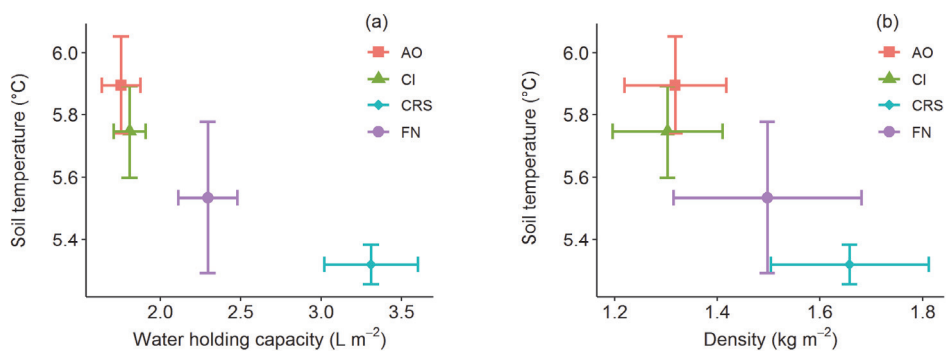 (a)
AO
CI
CRS
FN
6.0
5.8
5.6
5.4
Soil temperature (°C)
2.0 2.5 3.0 3.5
Water holding capacity (L m⁻²)
(b)
AO
CI
CRS
FN
6.0
5.8
5.6
5.4
Soil temperature (°C)
1.2 1.4 1.6 1.8
Density (kg m⁻²)